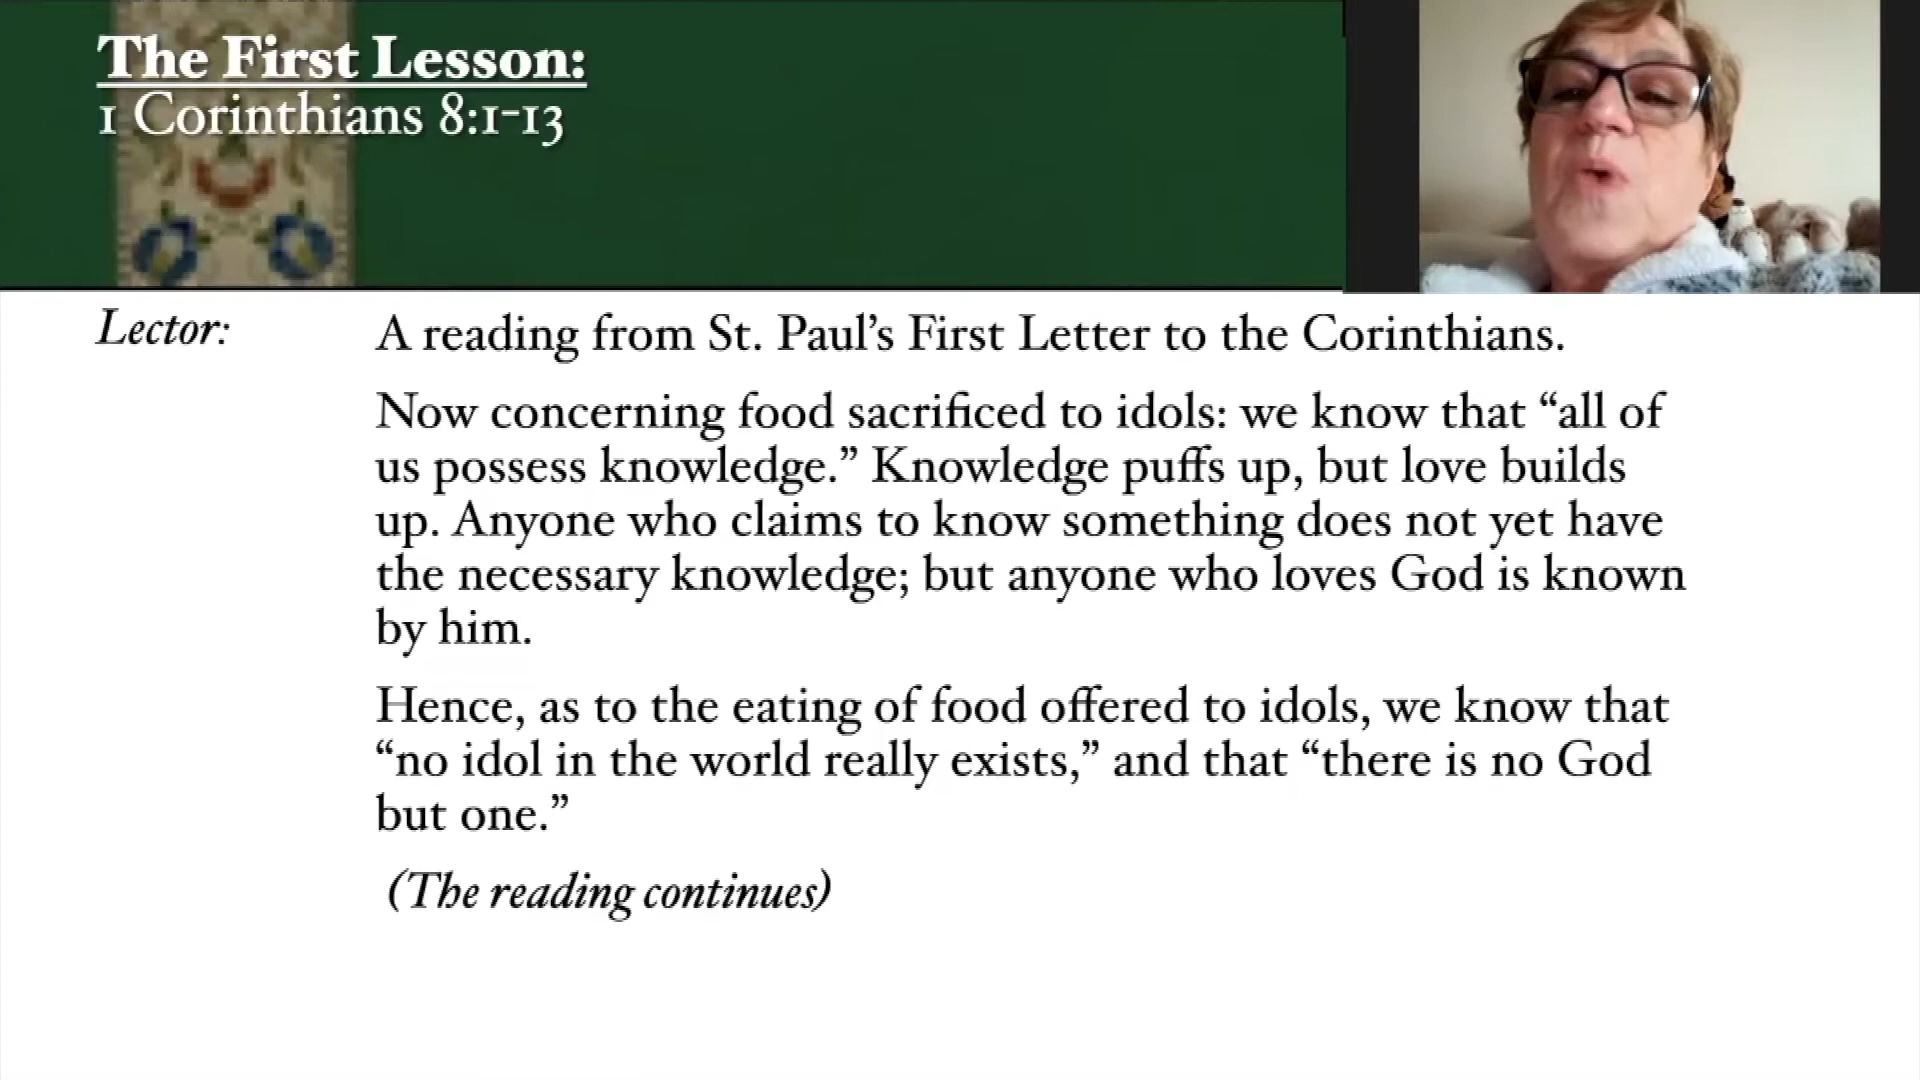 The First Lesson:
1 Corinthians 8:1-13
Lector:
A reading from St. Paul’s First Letter to the Corinthians.
Now concerning food sacrificed to idols: we know that “all of
us possess knowledge.” Knowledge puffs up, but love builds
up. Anyone who claims to know something does not yet have
the necessary knowledge; but anyone who loves God is known
by him.
Hence, as to the eating of food offered to idols, we know that
“no idol in the world really exists,” and that “there is no God
but one.”
(The reading continues)